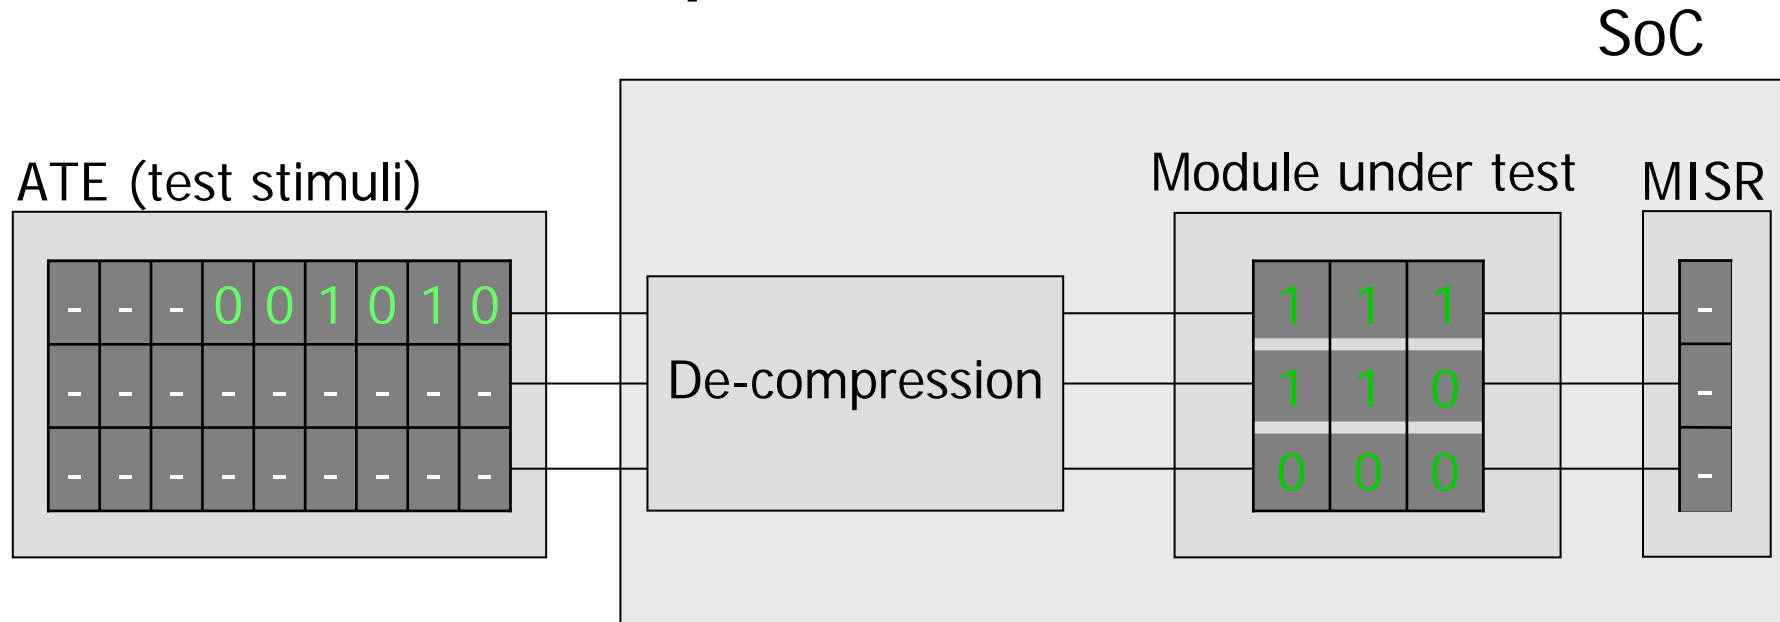 SoC
ATE (test stimuli)
Module under test
MISR
- - - 0 0 1 0 1 0
- - - - - - - - -
- - - - - - - - -
De-compression
1 1 1
1 1 0
0 0 0
-
-
-